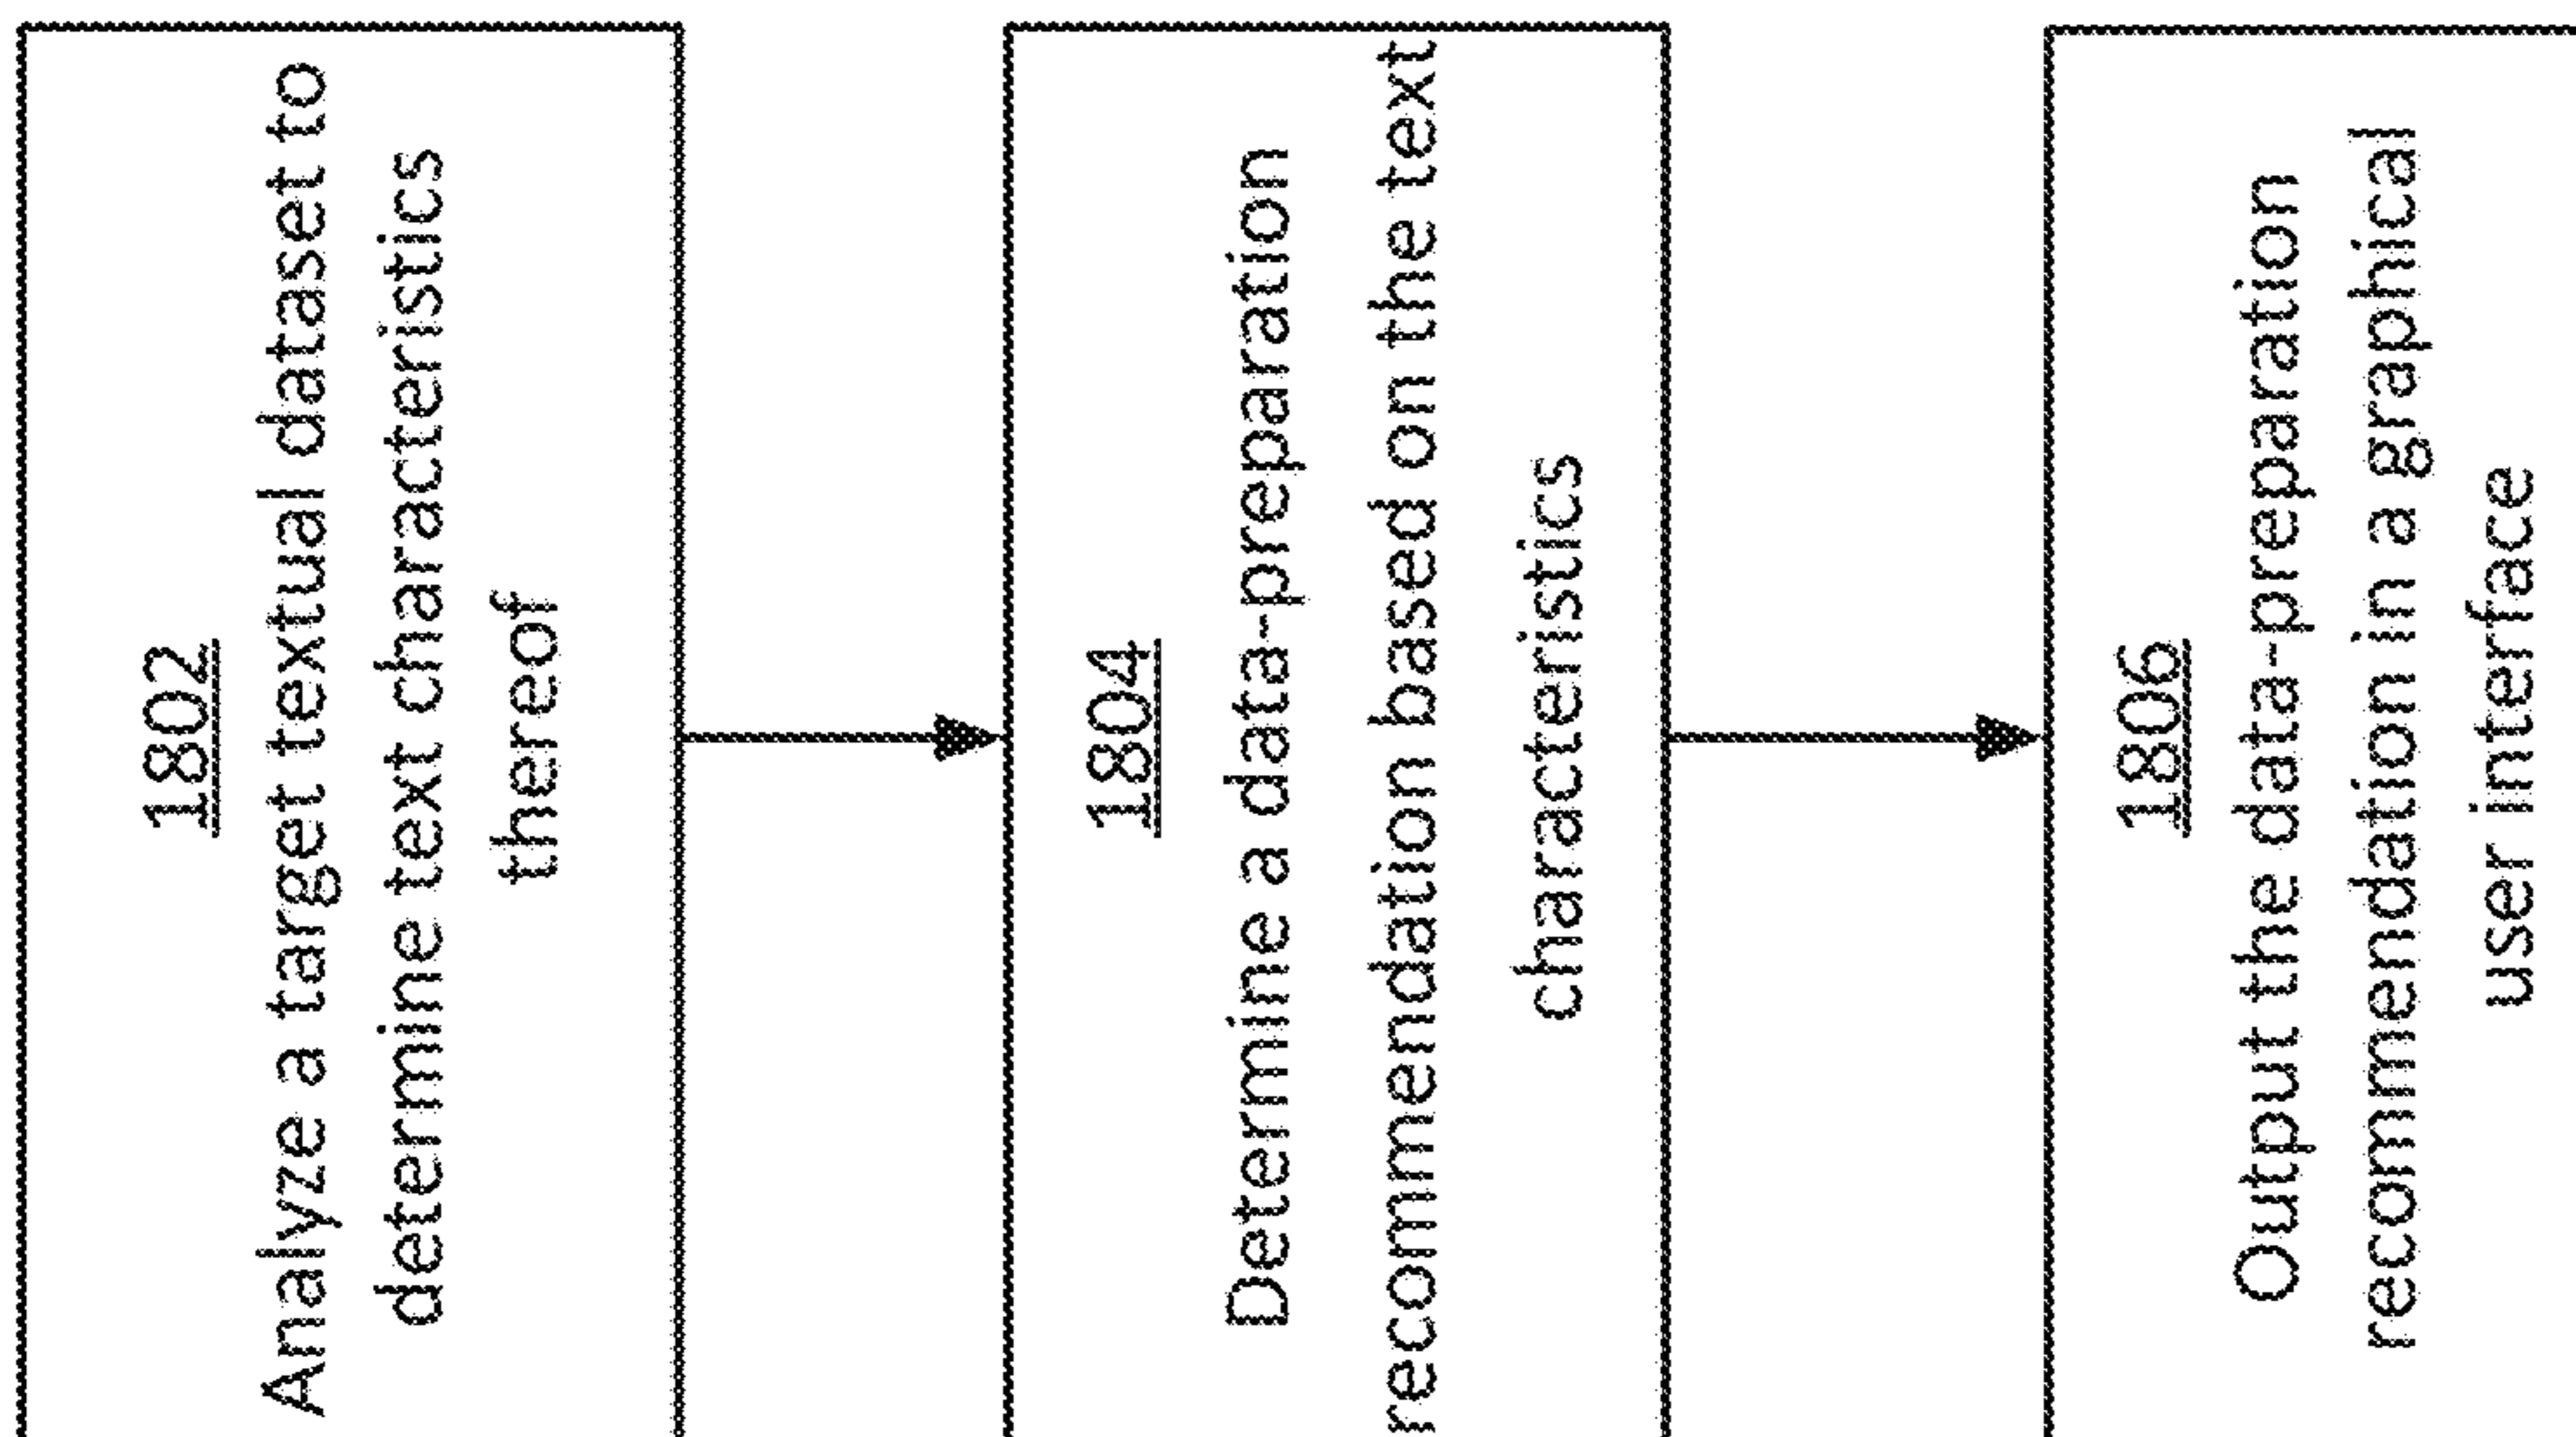 1802
Analyze a target textual dataset to
determine text characteristics
thereof
1804
Determine a data-preparation
recommendation based on the text
characteristics
1806
Output the data-preparation
recommendation in a graphical
user interface